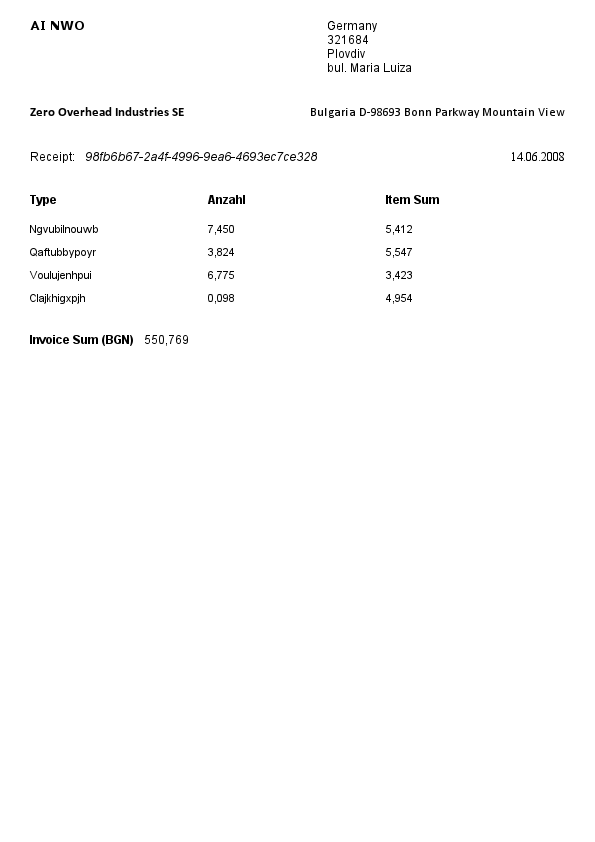 AI NWO
Germany
321684
Plovdiv
bul. Maria Luiza
Zero Overhead Industries SE Bulgaria D-98693 Bonn Parkway Mountain View
Receipt: 98fb6b67-2a4f-4996-9ea6-4693ec7ce328 14.06.2008
Type Anzahl Item Sum
Ngvubilnouwb 7,450 5,412
Qaftubbypoyr 3,824 5,547
Voulujenhpui 6,775 3,423
Clajkhigxpjh 0,098 4,954
Invoice Sum (BGN) 550,769